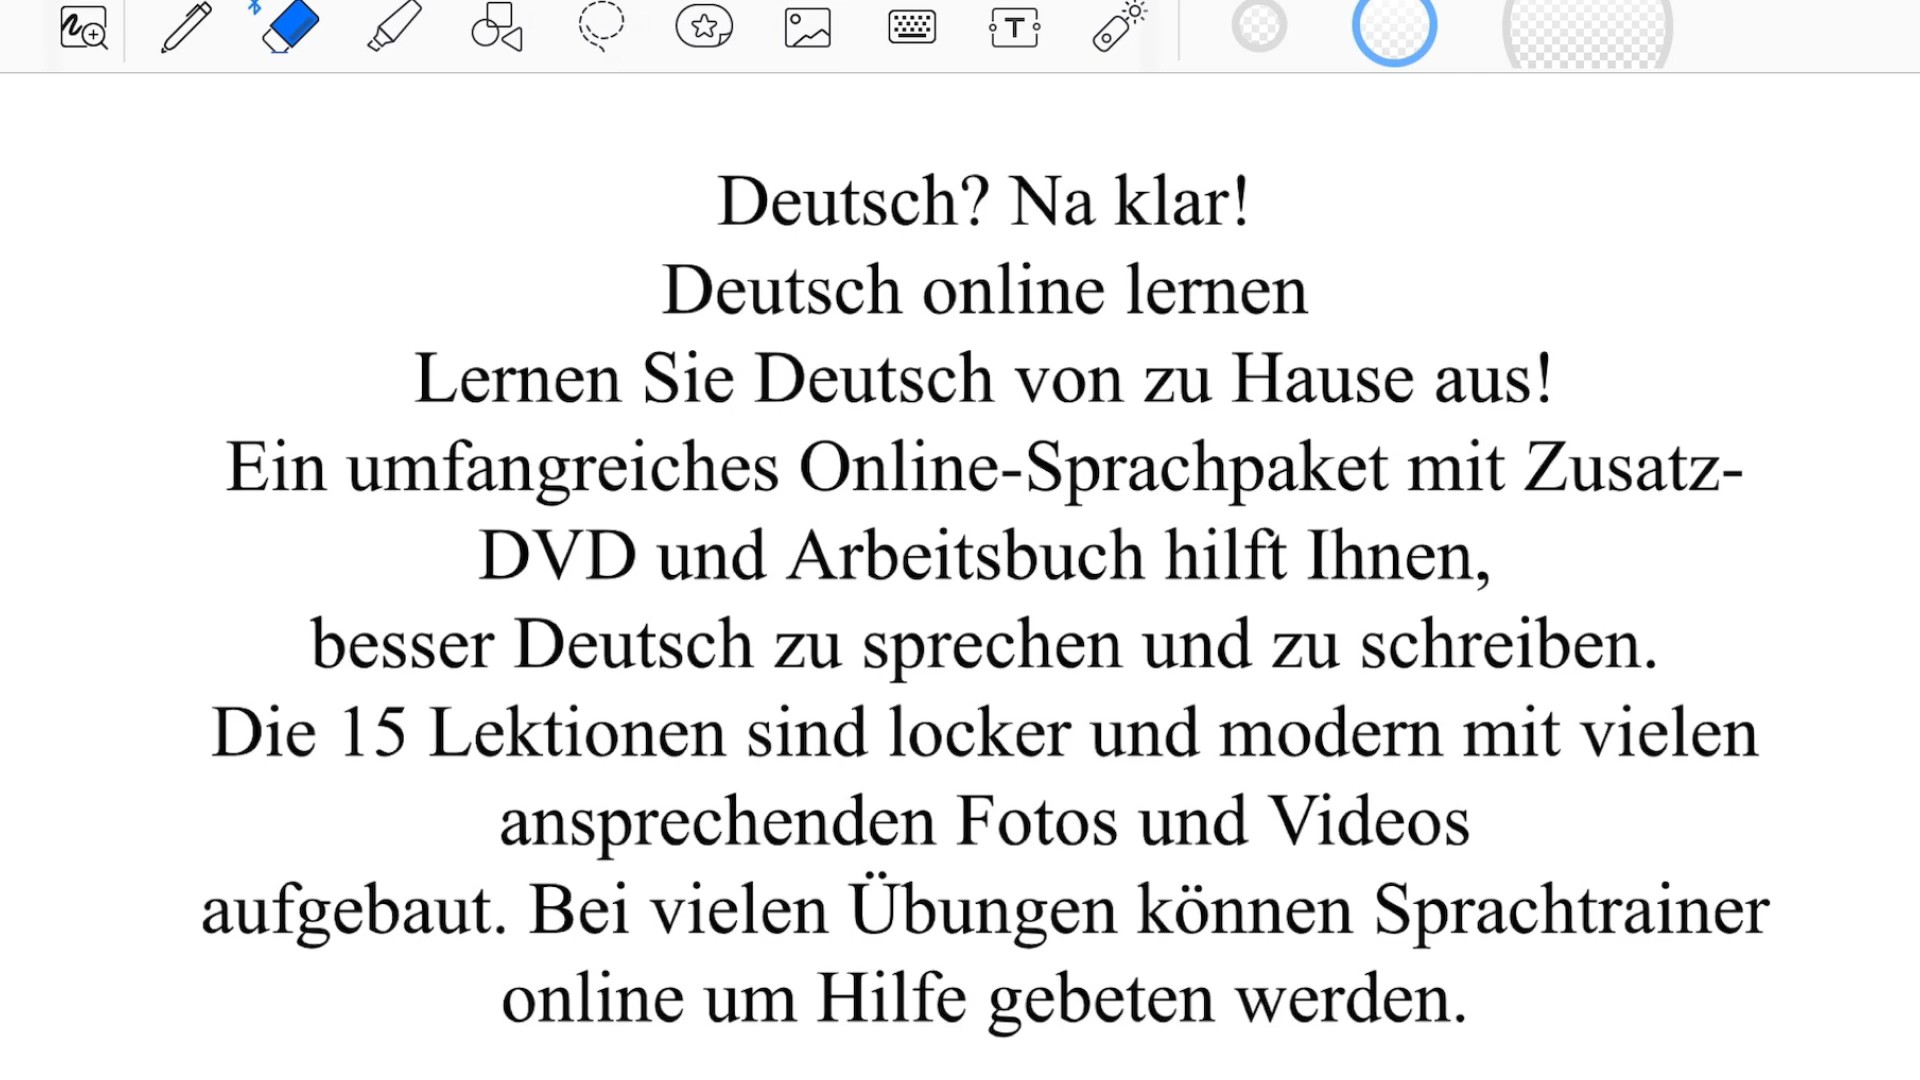 Deutsch? Na klar!
Deutsch online lernen
Lernen Sie Deutsch von zu Hause aus!
Ein umfangreiches Online-Sprachpaket mit Zusatz-
DVD und Arbeitsbuch hilft Ihnen,
besser Deutsch zu sprechen und zu schreiben.
Die 15 Lektionen sind locker und modern mit vielen
ansprechenden Fotos und Videos
aufgebaut. Bei vielen Übungen können Sprachtrainer
online um Hilfe gebeten werden.